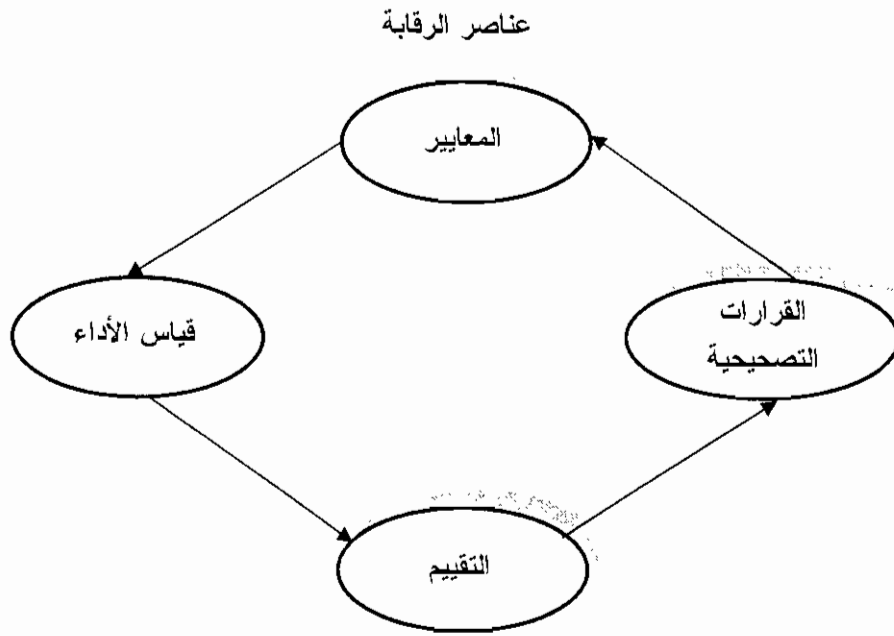 عناصر الرقابة
المعايير
القرارات
التصحيحية
قياس الأداء
التقييم